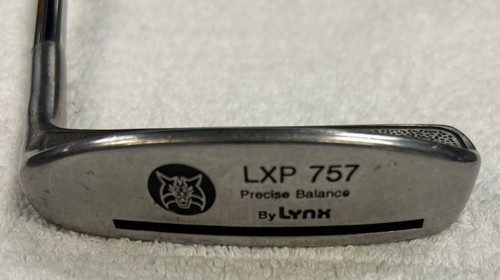 LXP 757
Precise Balance
By Lynx